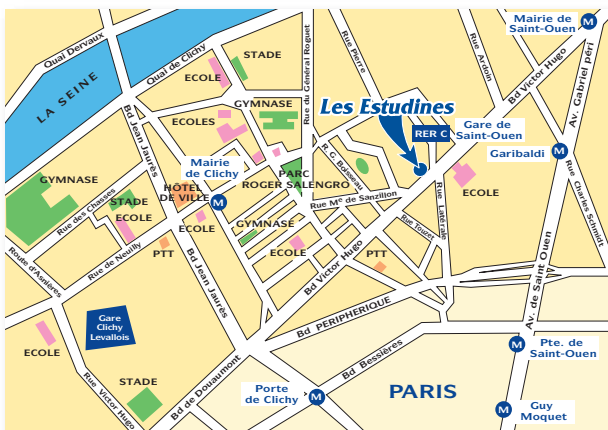 Mairie de
Saint-Ouen
M
Quai Dervaux
Quai de Clichy
LA SEINE
STADE
ECOLE
Rue du Général Roguet
Rue Pierre
Rue Ardoin
Bd Victor Hugo
Av. Gabriel péri
GYMNASE
ECOLES
Les Estudines
RER C
Gare de
Saint-Ouen
Garibaldi
M
Bd Jean Jaurès
Mairie
de Clichy
M
PARC
ROGER SALENGRO
R. G. Boisseau
Rue Me de Sanzillon
ECOLE
Rue Charles Schmidt
GYMNASE
Rue des Chasses
STADE
ECOLE
HÔTEL
DE VILLE
ECOLE
GYMNASE
ECOLE
Rue Touzet
Rue Latérale
Route d'Asnières
Rue de Neuilly
PTT
Bd Jean Jaurès
Bd Victor Hugo
PTT
Av. de Saint Ouen
Gare
Clichy
Levallois
Bd PERIPHERIQUE
ECOLE
Bd Bessières
M
Pte. de
Saint-Ouen
Rue Victor Hugo
STADE
Bd de Douaumont
Porte
de Clichy
M
PARIS
M
Guy
Moquet